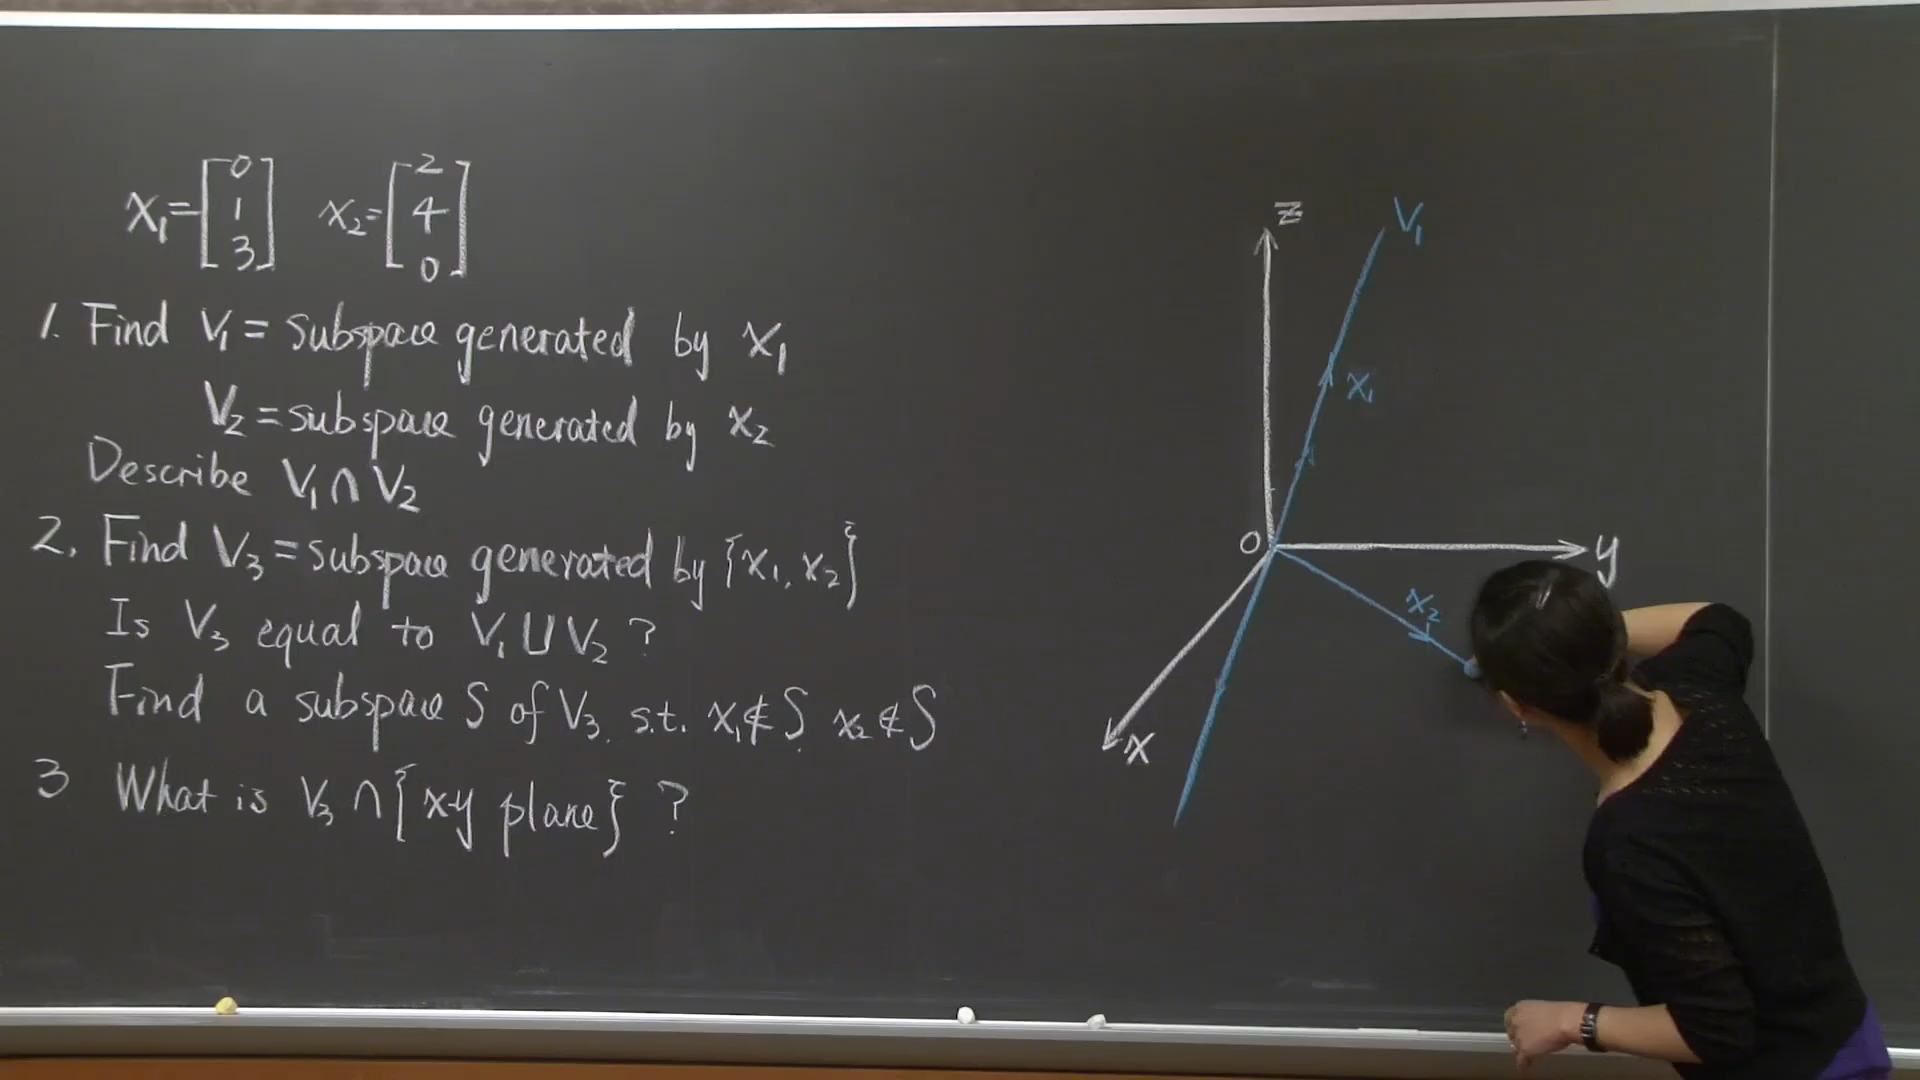 x₁ = [0 1 3] x₂ = [2 4 0]
1. Find V₁ = subspace generated by x₁
V₂ = subspace generated by x₂
Describe V₁ ∩ V₂
2. Find V₃ = subspace generated by {x₁, x₂}
Is V₃ equal to V₁ ∪ V₂ ?
Find a subspace S of V₃ s.t. x₁ ∉ S, x₂ ∉ S
3 What is V₃ ∩ {x-y plane} ?
z
V₁
x₁
0
y
x₂
x